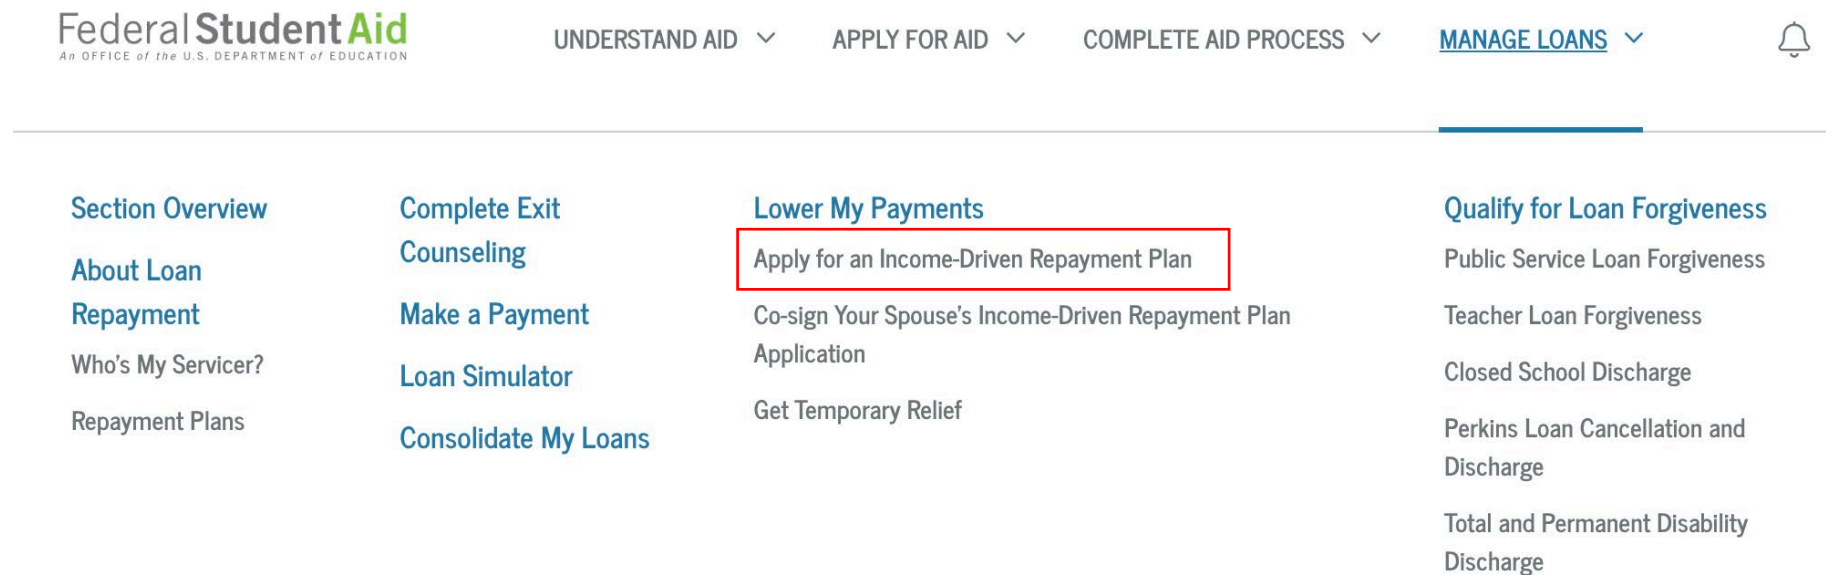 Federal StudentAid
An OFFICE of the U.S. DEPARTMENT of EDUCATION
UNDERSTAND AID
APPLY FOR AID
COMPLETE AID PROCESS
MANAGE LOANS
Section Overview
About Loan
Repayment
Who's My Servicer?
Repayment Plans
Complete Exit
Counseling
Make a Payment
Loan Simulator
Consolidate My Loans
Lower My Payments
Apply for an Income-Driven Repayment Plan
Co-sign Your Spouse's Income-Driven Repayment Plan
Application
Get Temporary Relief
Qualify for Loan Forgiveness
Public Service Loan Forgiveness
Teacher Loan Forgiveness
Closed School Discharge
Perkins Loan Cancellation and
Discharge
Total and Permanent Disability
Discharge